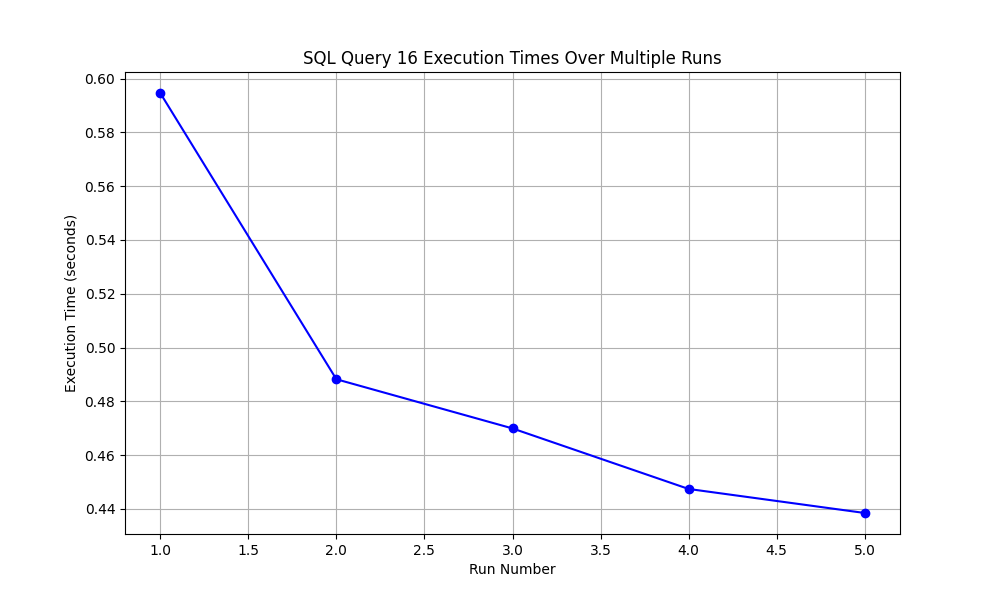 SQL Query 16 Execution Times Over Multiple Runs
Execution Time (seconds)
0.60
0.58
0.56
0.54
0.52
0.50
0.48
0.46
0.44
1.0 1.5 2.0 2.5 3.0 3.5 4.0 4.5 5.0
Run Number